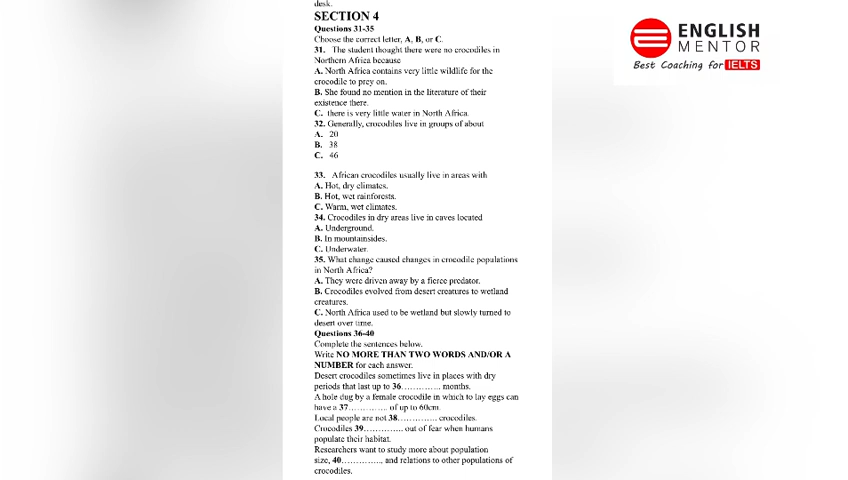 desk.
SECTION 4
Questions 31-35
Choose the correct letter, A, B, or C.
31. The student thought there were no crocodiles in
Northern Africa because
A. North Africa contains very little wildlife for the
crocodile to prey on.
B. She found no mention in the literature of their
existence there.
C. there is very little water in North Africa.
32. Generally, crocodiles live in groups of about
A. 20
B. 38
C. 46
33. African crocodiles usually live in areas with
A. Hot, dry climates.
B. Hot, wet rainforests.
C. Warm, wet climates.
34. Crocodiles in dry areas live in caves located
A. Underground.
B. In mountainsides.
C. Underwater.
35. What change caused changes in crocodile populations
in North Africa?
A. They were driven away by a fierce predator.
B. Crocodiles evolved from desert creatures to wetland
creatures.
C. North Africa used to be wetland but slowly turned to
desert over time.
Questions 36-40
Complete the sentences below.
Write NO MORE THAN TWO WORDS AND/OR A
NUMBER for each answer.
Desert crocodiles sometimes live in places with dry
periods that last up to 36………….. months.
A hole dug by a female crocodile in which to lay eggs can
have a 37………….. of up to 60cm.
Local people are not 38………….. crocodiles.
Crocodiles 39………….. out of fear when humans
populate their habitat.
Researchers want to study more about population
size, 40………….. and relations to other populations of
crocodiles.
ENGLISH
MENTOR
Best Coaching for IELTS